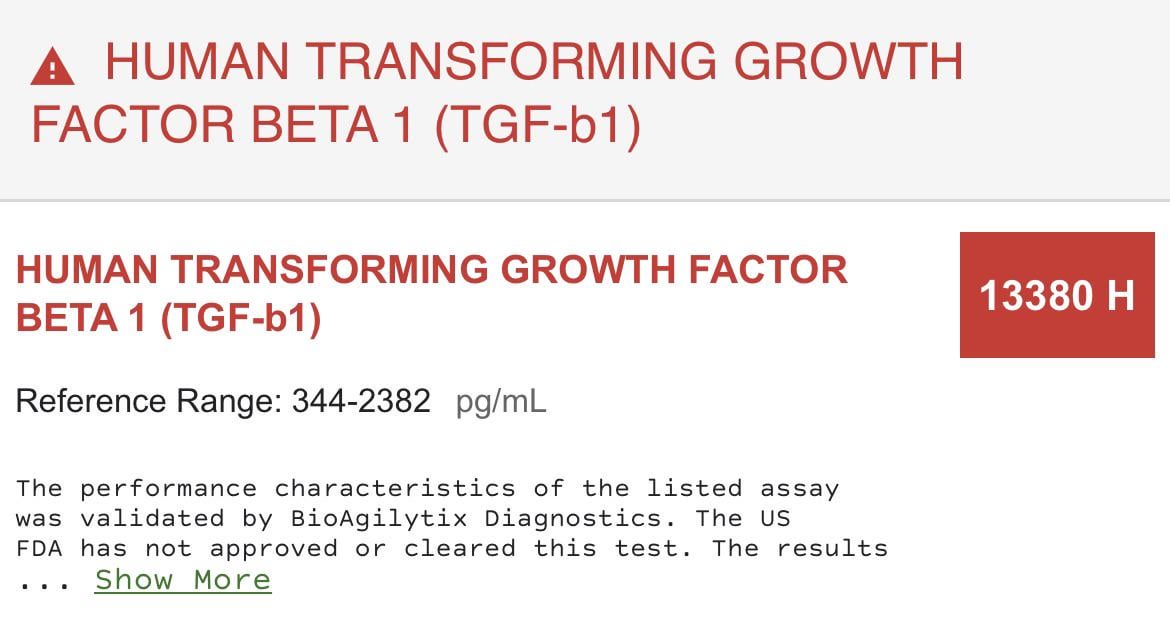 HUMAN TRANSFORMING GROWTH
FACTOR BETA 1 (TGF-b1)
HUMAN TRANSFORMING GROWTH FACTOR
BETA 1 (TGF-b1)
13380 H
Reference Range: 344-2382 pg/mL
The performance characteristics of the listed assay
was validated by BioAgilytix Diagnostics. The US
FDA has not approved or cleared this test. The results
... Show More